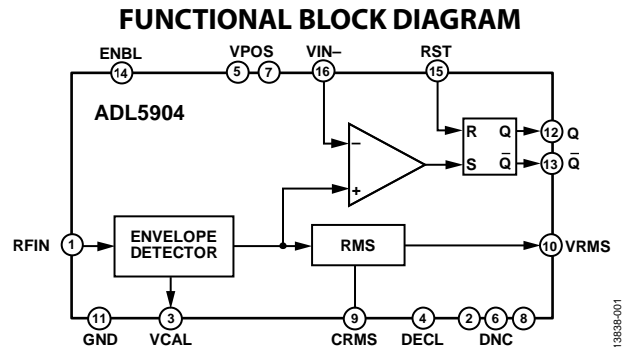 FUNCTIONAL BLOCK DIAGRAM
ENBL VPOS VIN– RST
14 5 7 16 15
ADL5904
– R Q 12 Q
+ S Q̅ 13 Q̅
RFIN 1 ENVELOPE DETECTOR RMS 10 VRMS
11 3 9 4 2 6 8
GND VCAL CRMS DECL DNC
13838-001